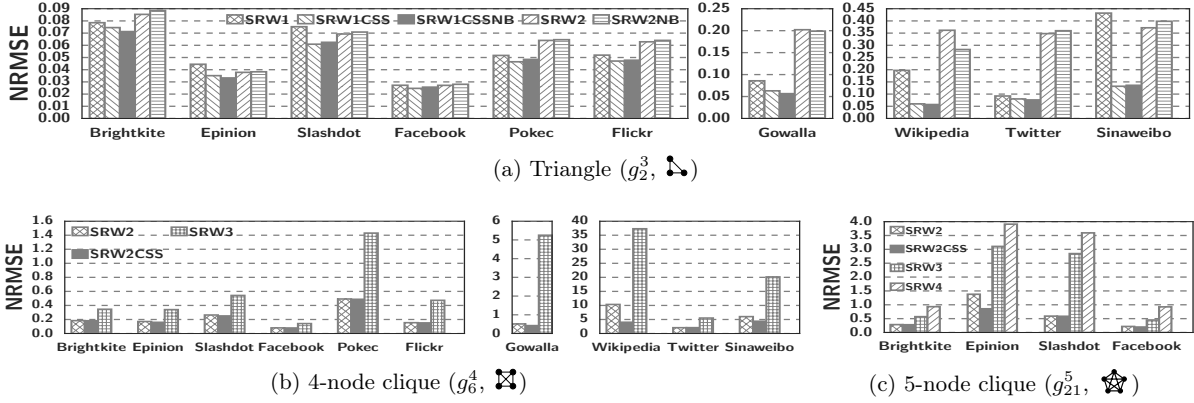 NRMSE
0.09
0.08
0.07
0.06
0.05
0.04
0.03
0.01
0.00
SRW1 SRW1CSS SRW1CSSNB SRW2 SRW2NB
Brightkite Epinion Slashdot Facebook Pokec Flickr
0.25
0.20
0.15
0.10
0.05
0.00
Gowalla
0.45
0.40
0.35
0.30
0.25
0.20
0.15
0.10
0.05
0.00
Wikipedia Twitter Sinaweibo
(a) Triangle (g₂³, )
NRMSE
1.6
1.4
1.2
1.0
0.8
0.6
0.4
0.2
0.0
SRW2 SRW3
SRW2CSS
Brightkite Epinion Slashdot Facebook Pokec Flickr
6
5
4
3
2
1
0
Gowalla
40
35
30
25
20
15
10
5
0
Wikipedia Twitter Sinaweibo
(b) 4-node clique (g₆⁴, )
NRMSE
4.0
3.5
3.0
2.5
2.0
1.5
1.0
0.5
0.0
SRW2
SRW2CSS
SRW3
SRW4
Brightkite Epinion Slashdot Facebook
(c) 5-node clique (g₂₁⁵, )